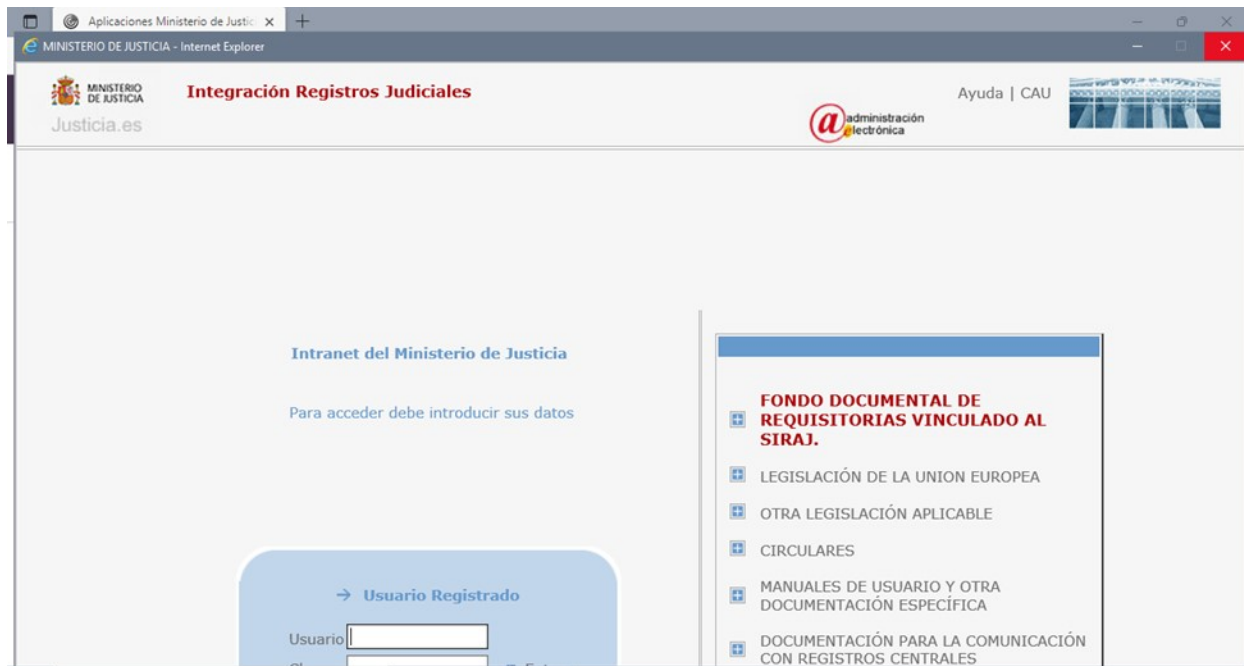 Aplicaciones Ministerio de Justic
MINISTERIO DE JUSTICIA - Internet Explorer
MINISTERIO
DE JUSTICIA
Justicia.es
Integración Registros Judiciales
administración
electrónica
Ayuda | CAU
Intranet del Ministerio de Justicia
Para acceder debe introducir sus datos
→ Usuario Registrado
Usuario
FONDO DOCUMENTAL DE
REQUISITORIAS VINCULADO AL
SIRAJ.
LEGISLACIÓN DE LA UNION EUROPEA
OTRA LEGISLACIÓN APLICABLE
CIRCULARES
MANUALES DE USUARIO Y OTRA
DOCUMENTACIÓN ESPECÍFICA
DOCUMENTACIÓN PARA LA COMUNICACIÓN
CON REGISTROS CENTRALES